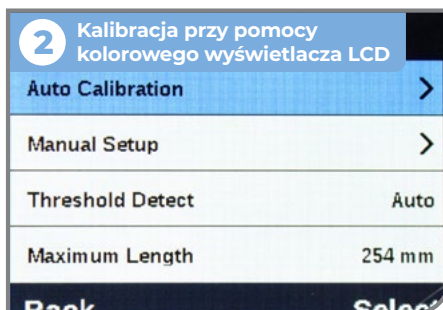 2 Kalibracja przy pomocy
kolorowego wyświetlacza LCD
Auto Calibration
Manual Setup
Threshold Detect Auto
Maximum Length 254 mm
Back Select